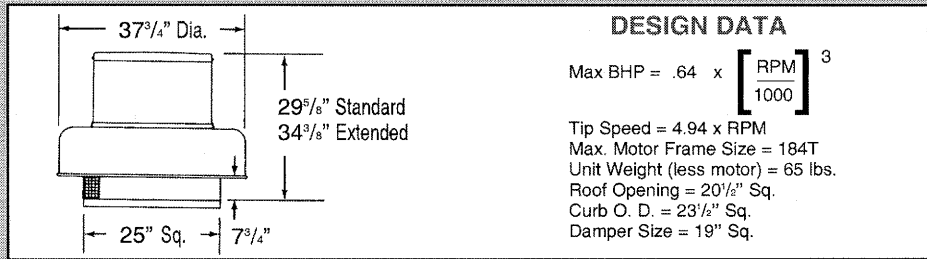 37³/₄" Dia.
29⁵/₈" Standard
34³/₈" Extended
25" Sq.
7³/₄"
DESIGN DATA
Max BHP = .64 x [RPM / 1000] ³
Tip Speed = 4.94 x RPM
Max. Motor Frame Size = 184T
Unit Weight (less motor) = 65 lbs.
Roof Opening = 20¹/₂" Sq.
Curb O. D. = 23¹/₂" Sq.
Damper Size = 19" Sq.